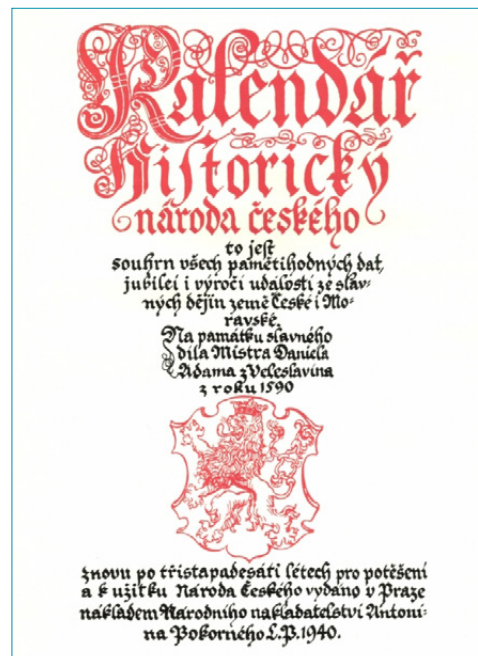 Kalendář
historický
národa českého
to jest
souhrn všech pamětihodných dat,
jubileí i výročí událostí ze slav-
ných dějin země České i Mo-
ravské.
Na památku slavného
díla Mistra Daniela
Adama z Veleslavína
z roku 1590
znovu po třistapadesáti létech pro potěšení
a k užitku Národa Českého vydáno v Praze
nákladem Národního nakladatelství Antoní-
na Pokorného L.P. 1940.